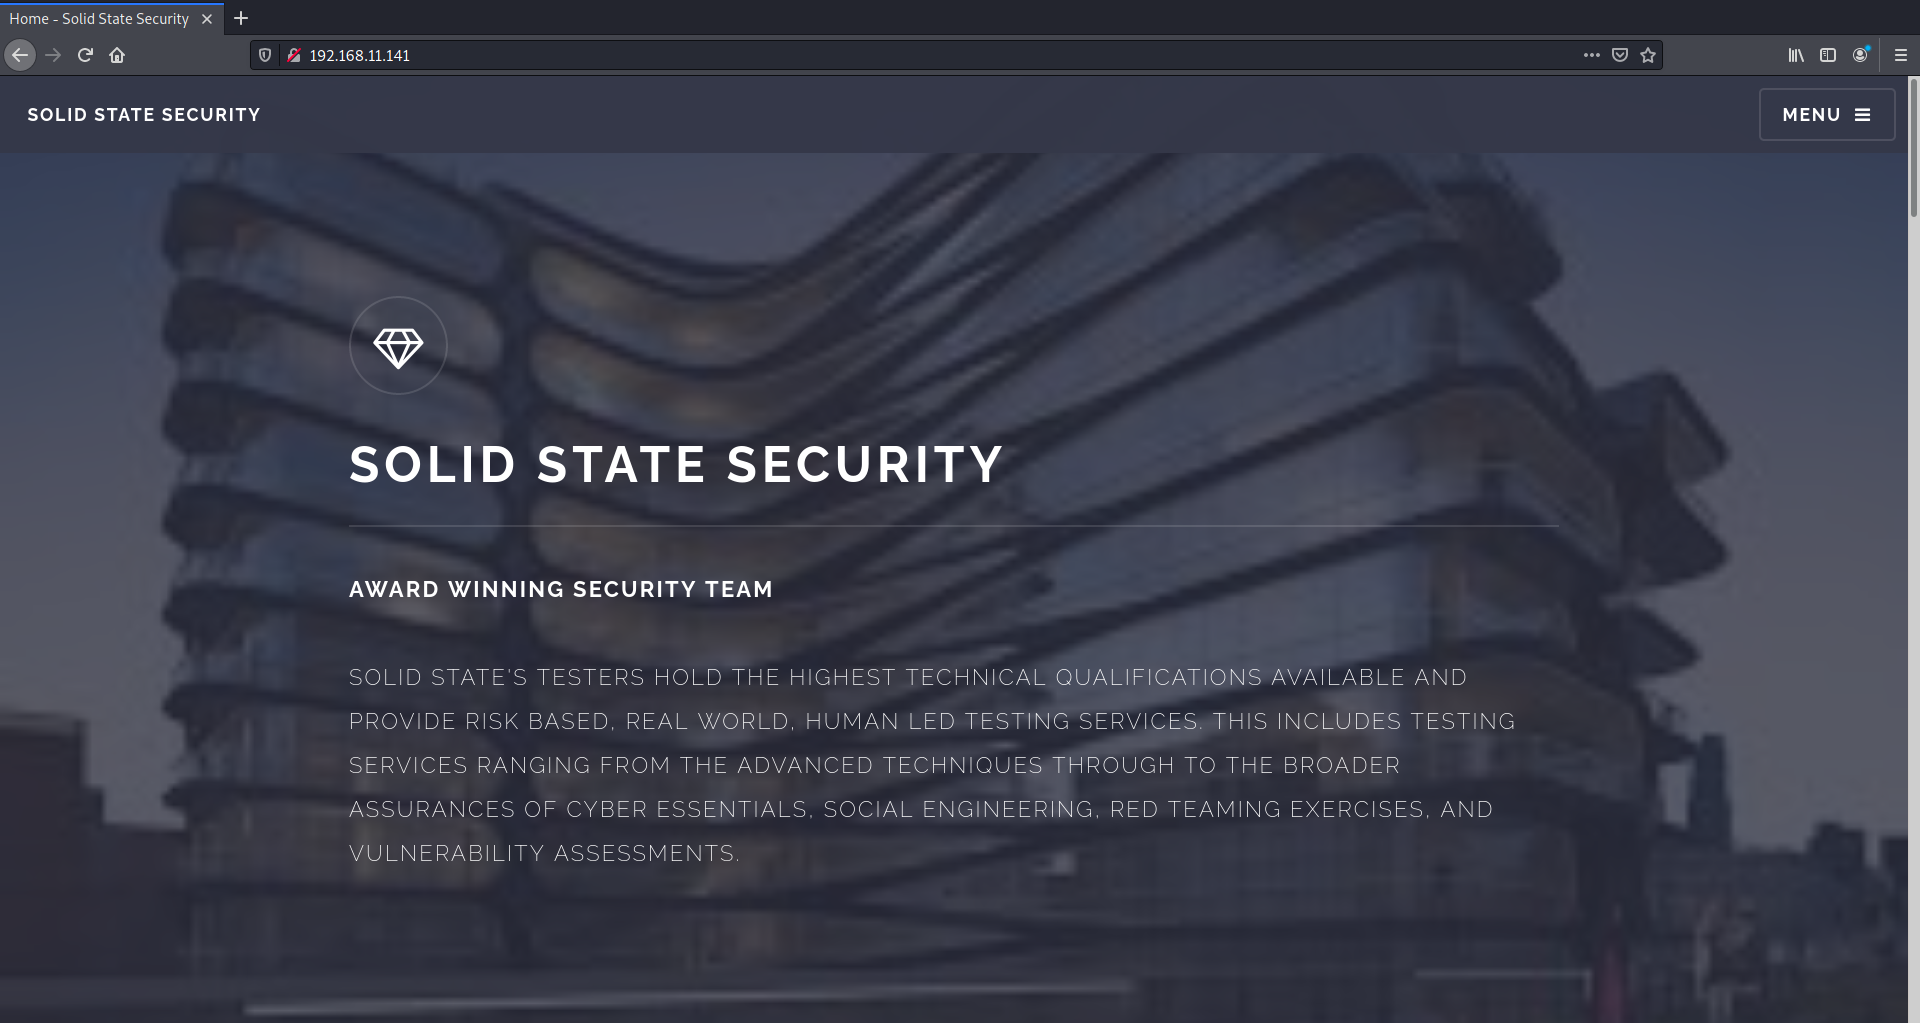 Home - Solid State Security
192.168.11.141
SOLID STATE SECURITY
MENU
SOLID STATE SECURITY
AWARD WINNING SECURITY TEAM
SOLID STATE'S TESTERS HOLD THE HIGHEST TECHNICAL QUALIFICATIONS AVAILABLE AND
PROVIDE RISK BASED, REAL WORLD, HUMAN LED TESTING SERVICES. THIS INCLUDES TESTING
SERVICES RANGING FROM THE ADVANCED TECHNIQUES THROUGH TO THE BROADER
ASSURANCES OF CYBER ESSENTIALS, SOCIAL ENGINEERING, RED TEAMING EXERCISES, AND
VULNERABILITY ASSESSMENTS.